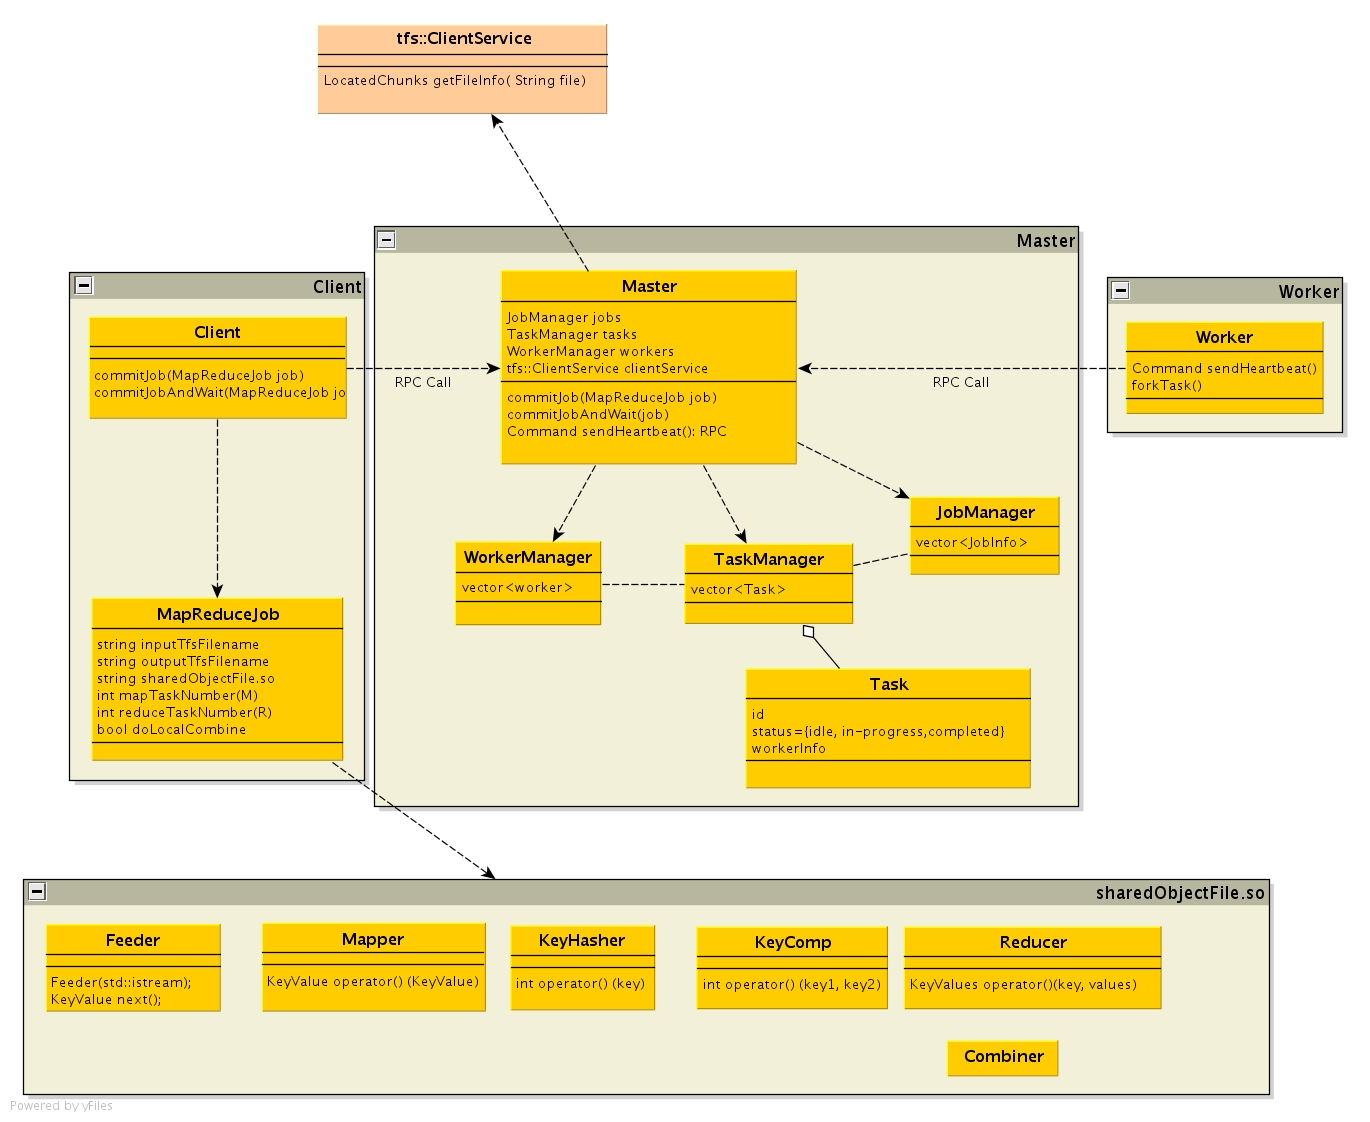 tfs::ClientService
LocatedChunks getFileInfo( String file)
Master
Client
Worker
Master
JobManager jobs
TaskManager tasks
WorkerManager workers
tfs::ClientService clientService
commitJob(MapReduceJob job)
commitJobAndWait(job)
Command sendHeartbeat(): RPC
Client
commitJob(MapReduceJob job)
commitJobAndWait(MapReduceJob jo
RPC Call
RPC Call
Worker
Command sendHeartbeat()
forkTask()
JobManager
vector<JobInfo>
WorkerManager
vector<worker>
TaskManager
vector<Task>
MapReduceJob
string inputTfsFilename
string outputTfsFilename
string sharedObjectFile.so
int mapTaskNumber(M)
int reduceTaskNumber(R)
bool doLocalCombine
Task
id
status={idle, in-progress,completed}
workerInfo
sharedObjectFile.so
Feeder
Feeder(std::istream);
KeyValue next();
Mapper
KeyValue operator() (KeyValue)
KeyHasher
int operator() (key)
KeyComp
int operator() (key1, key2)
Reducer
KeyValues operator()(key, values)
Combiner
Powered by yFiles